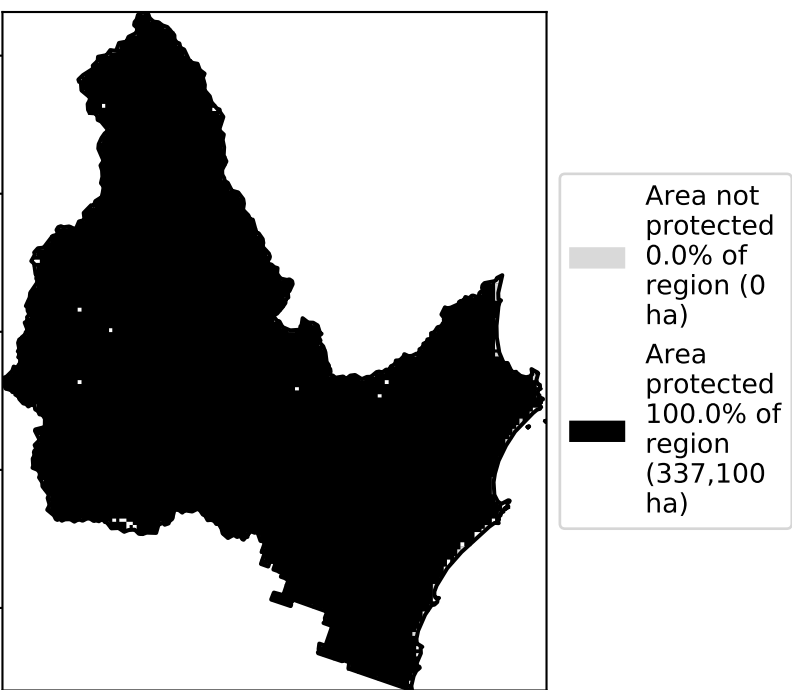 Area not
protected
0.0% of
region (0
ha)
Area
protected
100.0% of
region
(337,100
ha)